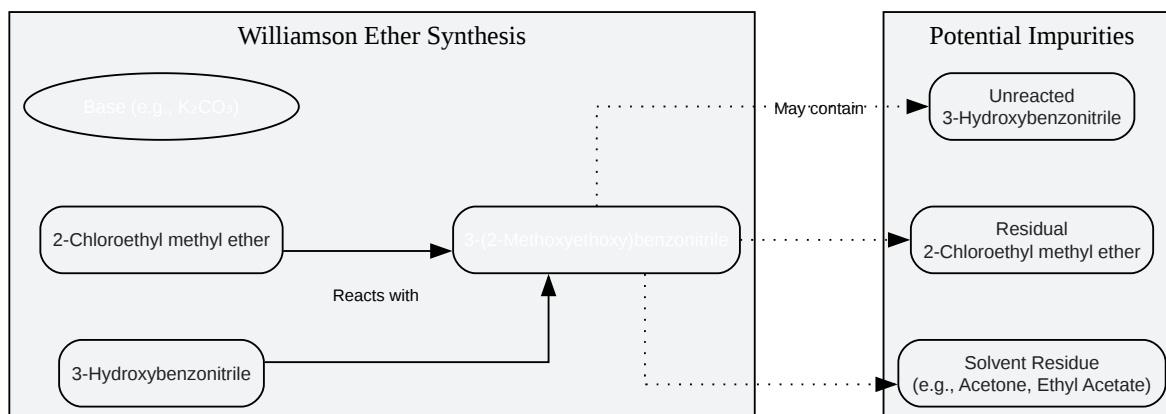 Williamson Ether Synthesis
Base (e.g., K₂CO₃)
2-Chloroethyl methyl ether
3-(2-Methoxyethoxy)benzonitrile
Reacts with
3-Hydroxybenzonitrile
May contain
Potential Impurities
Unreacted
3-Hydroxybenzonitrile
Residual
2-Chloroethyl methyl ether
Solvent Residue
(e.g., Acetone, Ethyl Acetate)